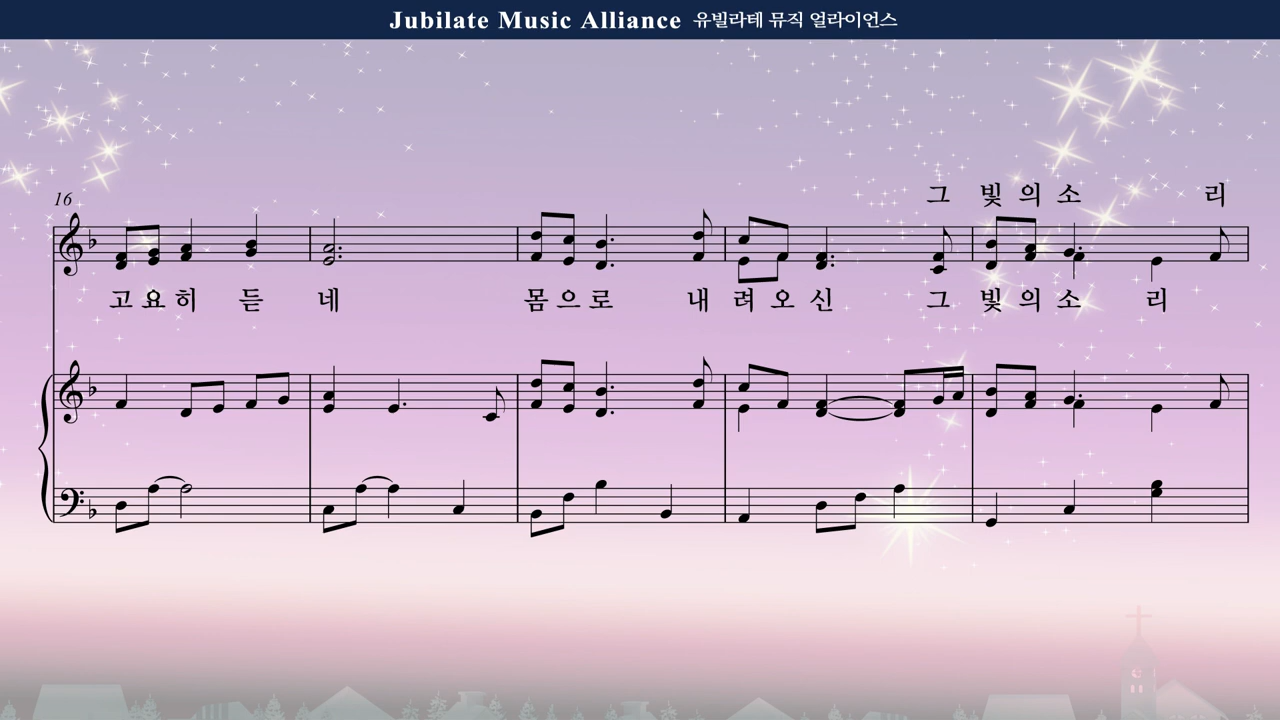 Jubilate Music Alliance 유빌라테 뮤직 얼라이언스
16
그 빛의소 리
고요히 듣 네 몸으로 내 려오신 그 빛의소 리